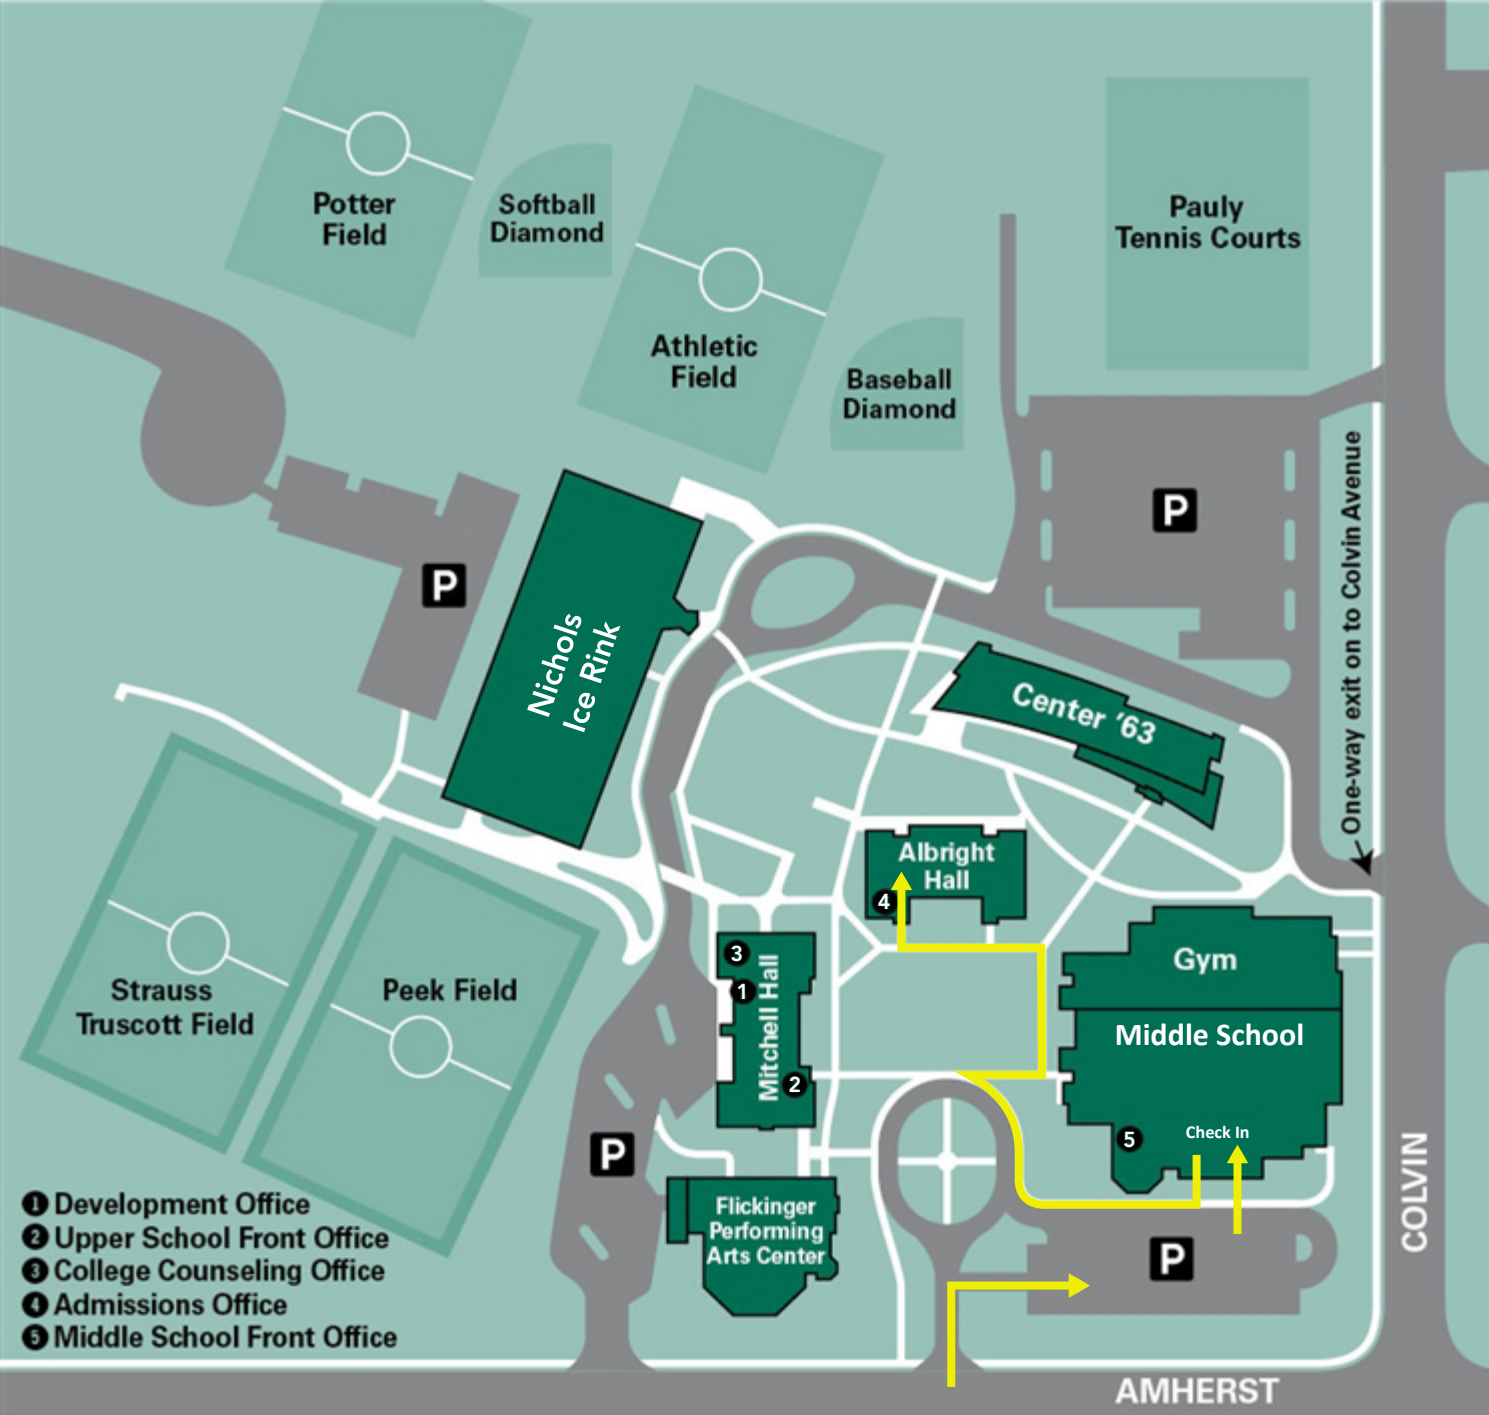 Potter
Field
Softball
Diamond
Pauly
Tennis Courts
Athletic
Field
Baseball
Diamond
P
P
One-way exit on to Colvin Avenue
Nichols
Ice Rink
Center '63
Albright
Hall
4
Gym
Middle School
3
1
Mitchell Hall
2
Strauss
Truscott Field
Peek Field
5
Check In
P
COLVIN
Flickinger
Performing
Arts Center
P
1 Development Office
2 Upper School Front Office
3 College Counseling Office
4 Admissions Office
5 Middle School Front Office
AMHERST